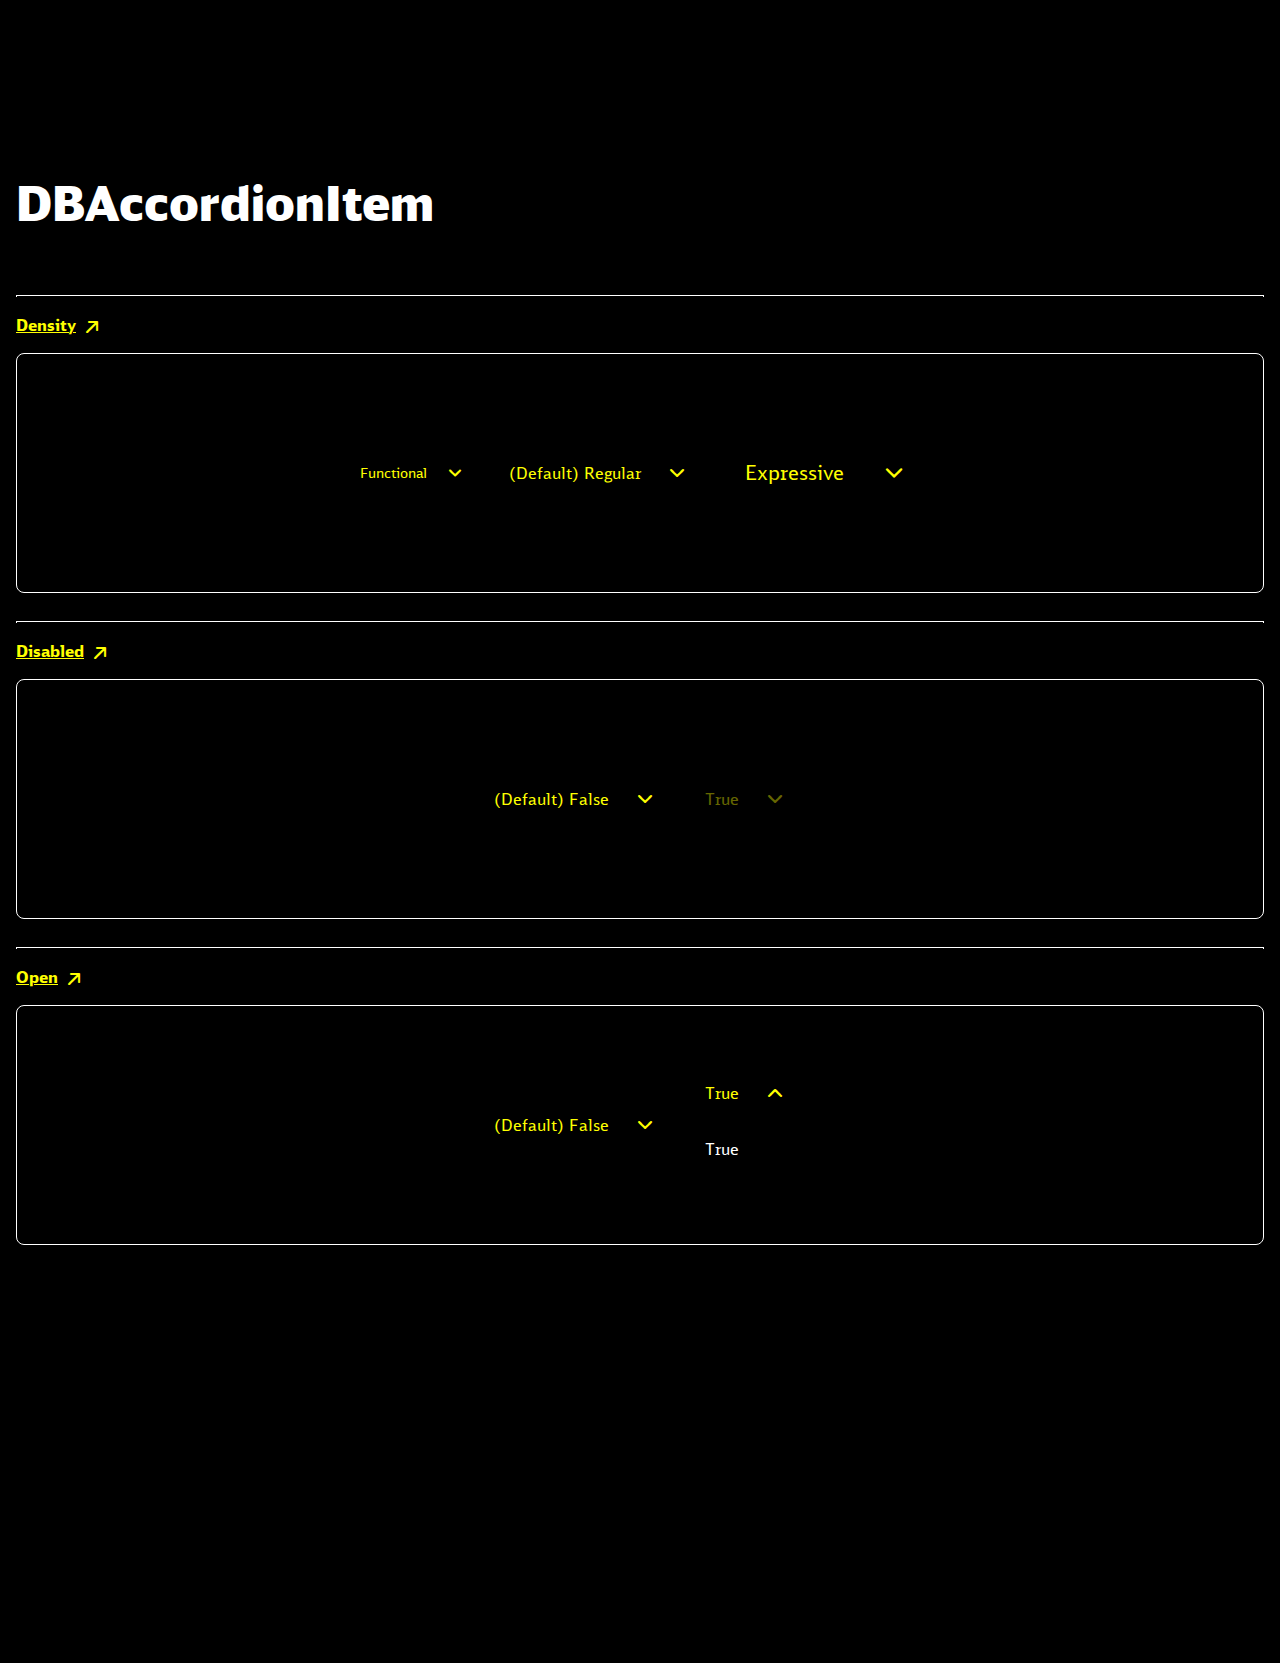 DBAccordionItem
Density
Functional (Default) Regular Expressive
Disabled
(Default) False True
Open
True
(Default) False
True